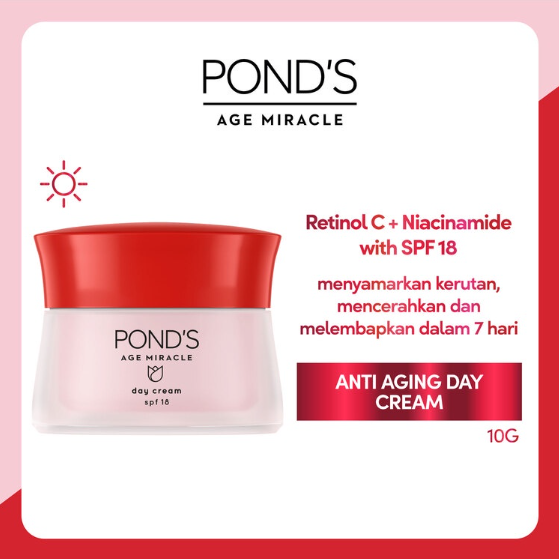 POND'S
AGE MIRACLE
Retinol C + Niacinamide
with SPF 18
menyamarkan kerutan,
mencerahkan dan
melembapkan dalam 7 hari
POND'S
AGE MIRACLE
day cream
spf 18
ANTI AGING DAY
CREAM
10G